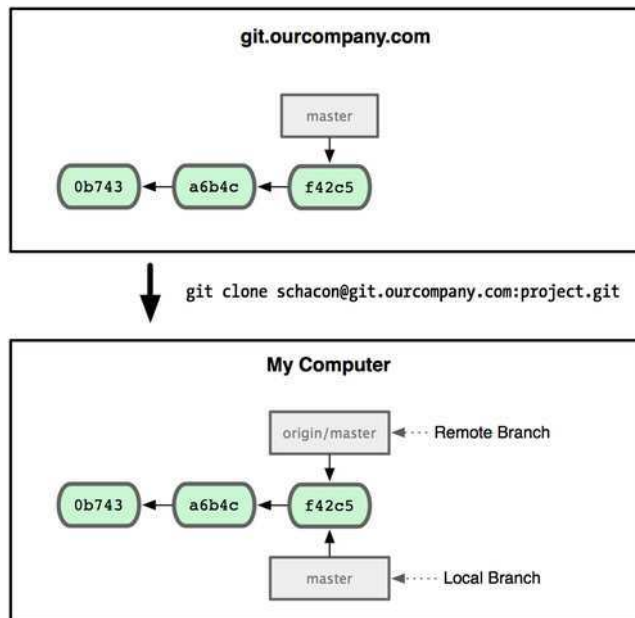 git.ourcompany.com
master
0b743 a6b4c f42c5
git clone schacon@git.ourcompany.com:project.git
My Computer
origin/master Remote Branch
0b743 a6b4c f42c5
master Local Branch